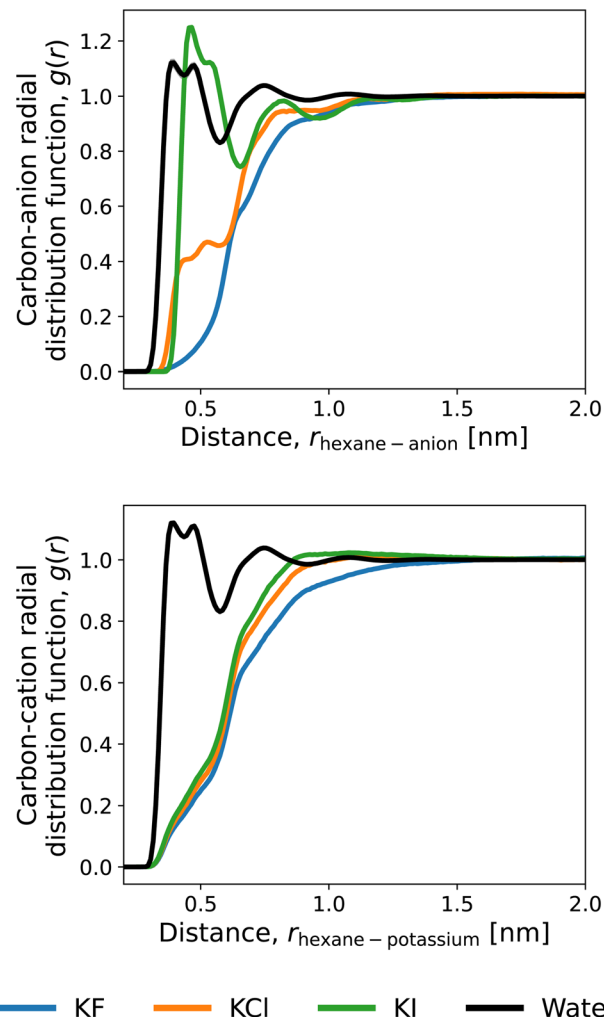 Carbon-anion radial
distribution function, g(r)
1.2
1.0
0.8
0.6
0.4
0.2
0.0
0.5 1.0 1.5 2.0
Distance, r hexane − anion [nm]
Carbon-cation radial
distribution function, g(r)
1.0
0.8
0.6
0.4
0.2
0.0
0.5 1.0 1.5 2.0
Distance, r hexane − potassium [nm]
KF KCl KI Wate